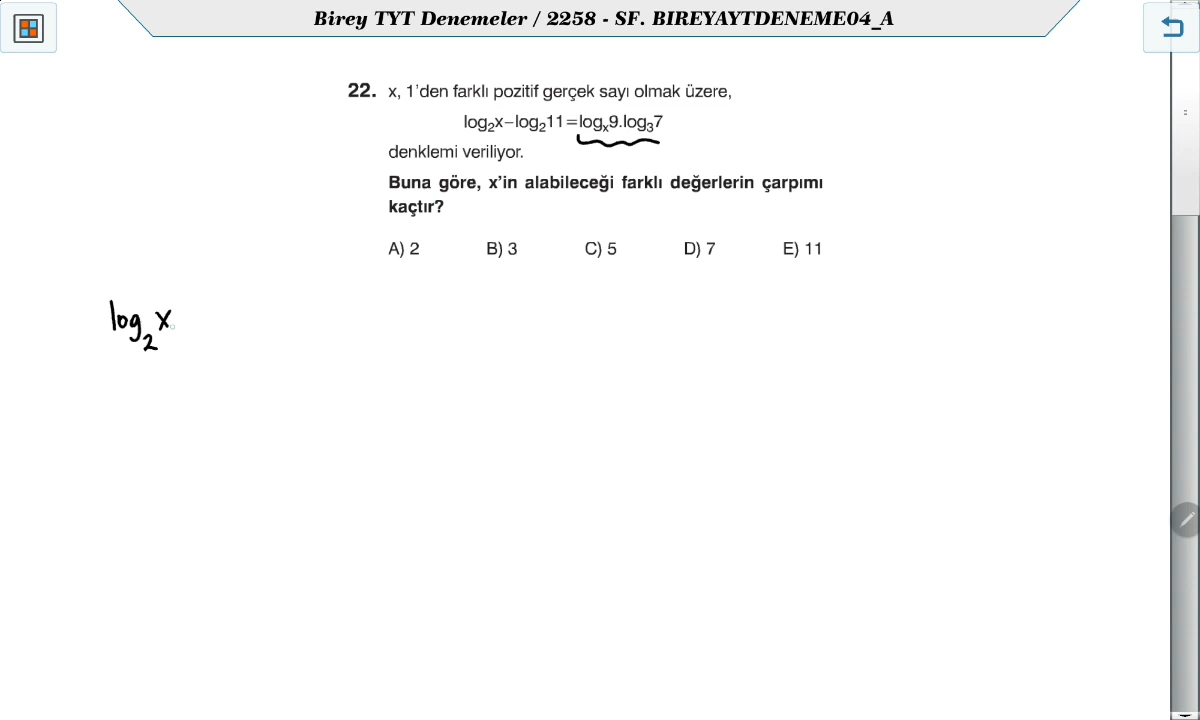 Birey TYT Denemeler / 2258 - SF. BIREYAYTDENEME04_A
22. x, 1'den farklı pozitif gerçek sayı olmak üzere,
log₂x–log₂11=logₓ9.log₃7
denklemi veriliyor.
Buna göre, x'in alabileceği farklı değerlerin çarpımı
kaçtır?
A) 2 B) 3 C) 5 D) 7 E) 11
log₂x